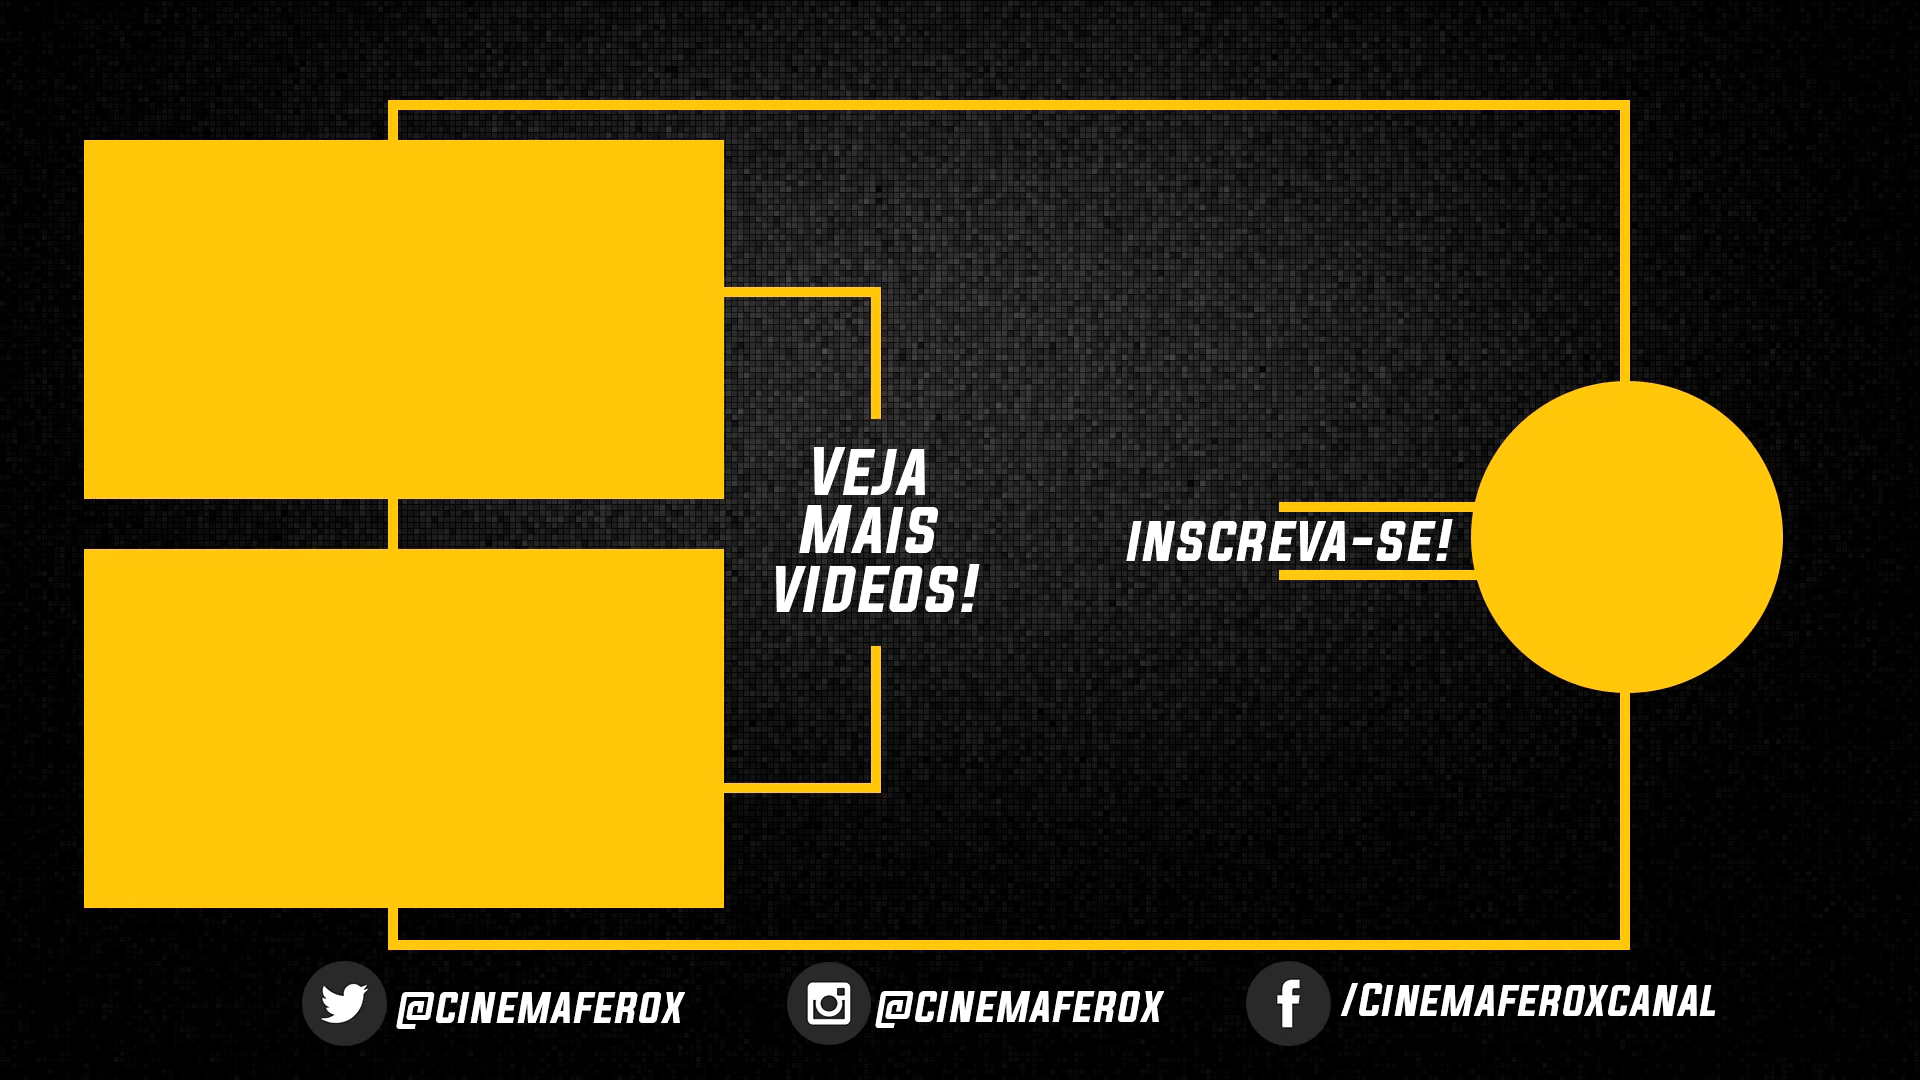 VEJA
MAIS
VIDEOS!
INSCREVA-SE!
@CINEMAFEROX
@CINEMAFEROX
/CINEMAFEROXCANAL